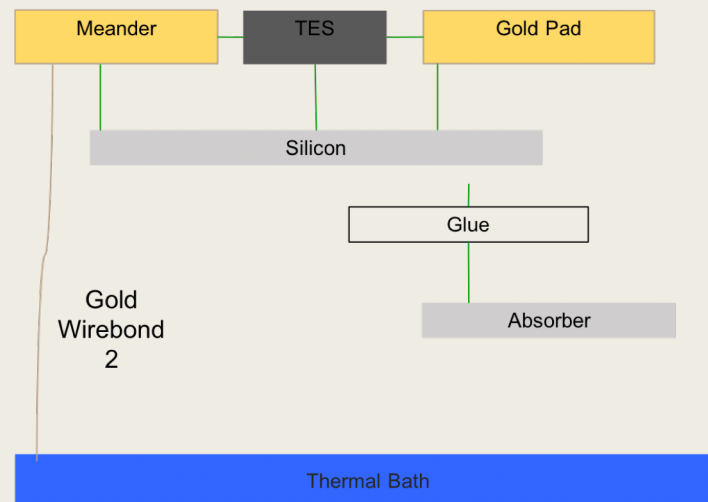 Meander
TES
Gold Pad
Silicon
Glue
Absorber
Gold
Wirebond
2
Thermal Bath